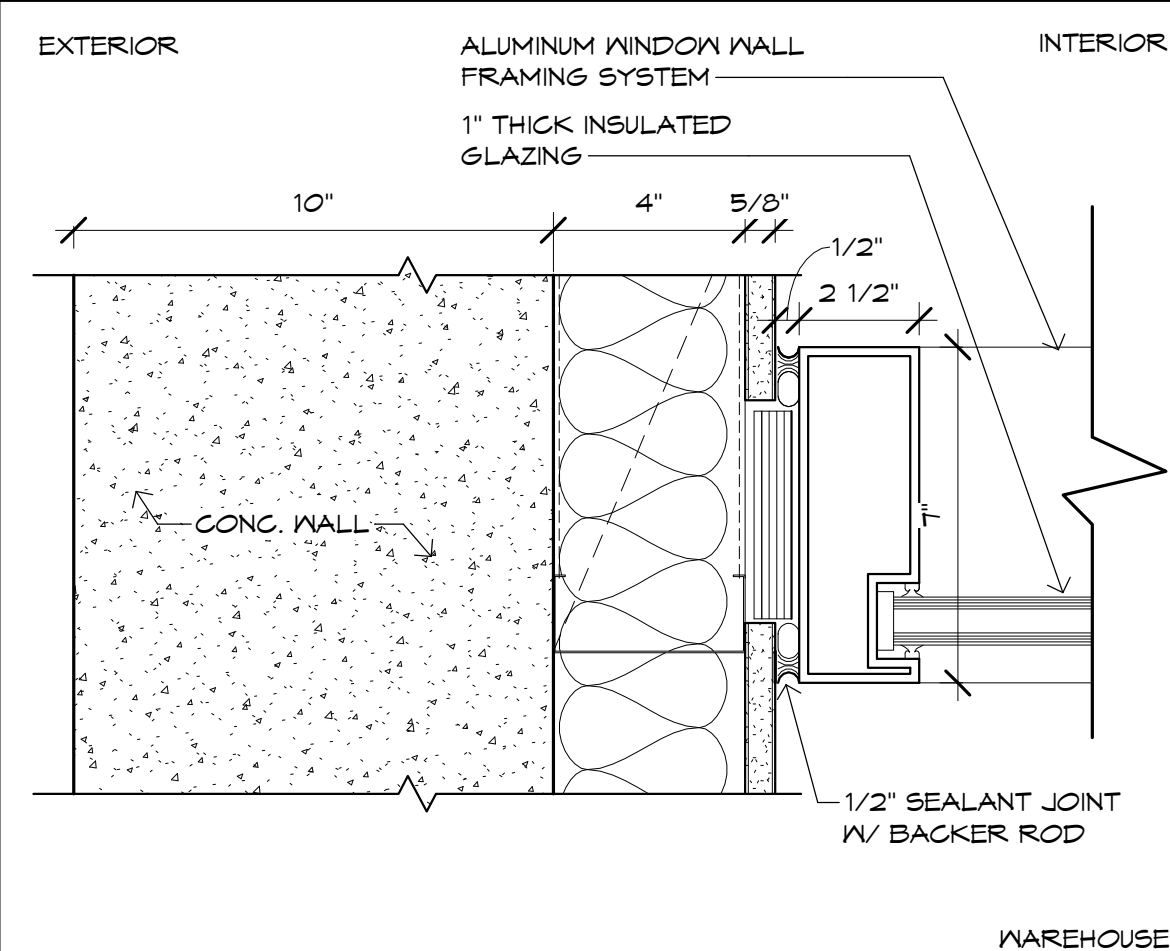 EXTERIOR
ALUMINUM WINDOW WALL
FRAMING SYSTEM
INTERIOR
1" THICK INSULATED
GLAZING
10"
4"
5/8"
1/2"
2 1/2"
CONC. WALL
7"
1/2" SEALANT JOINT
W/ BACKER ROD
WAREHOUSE